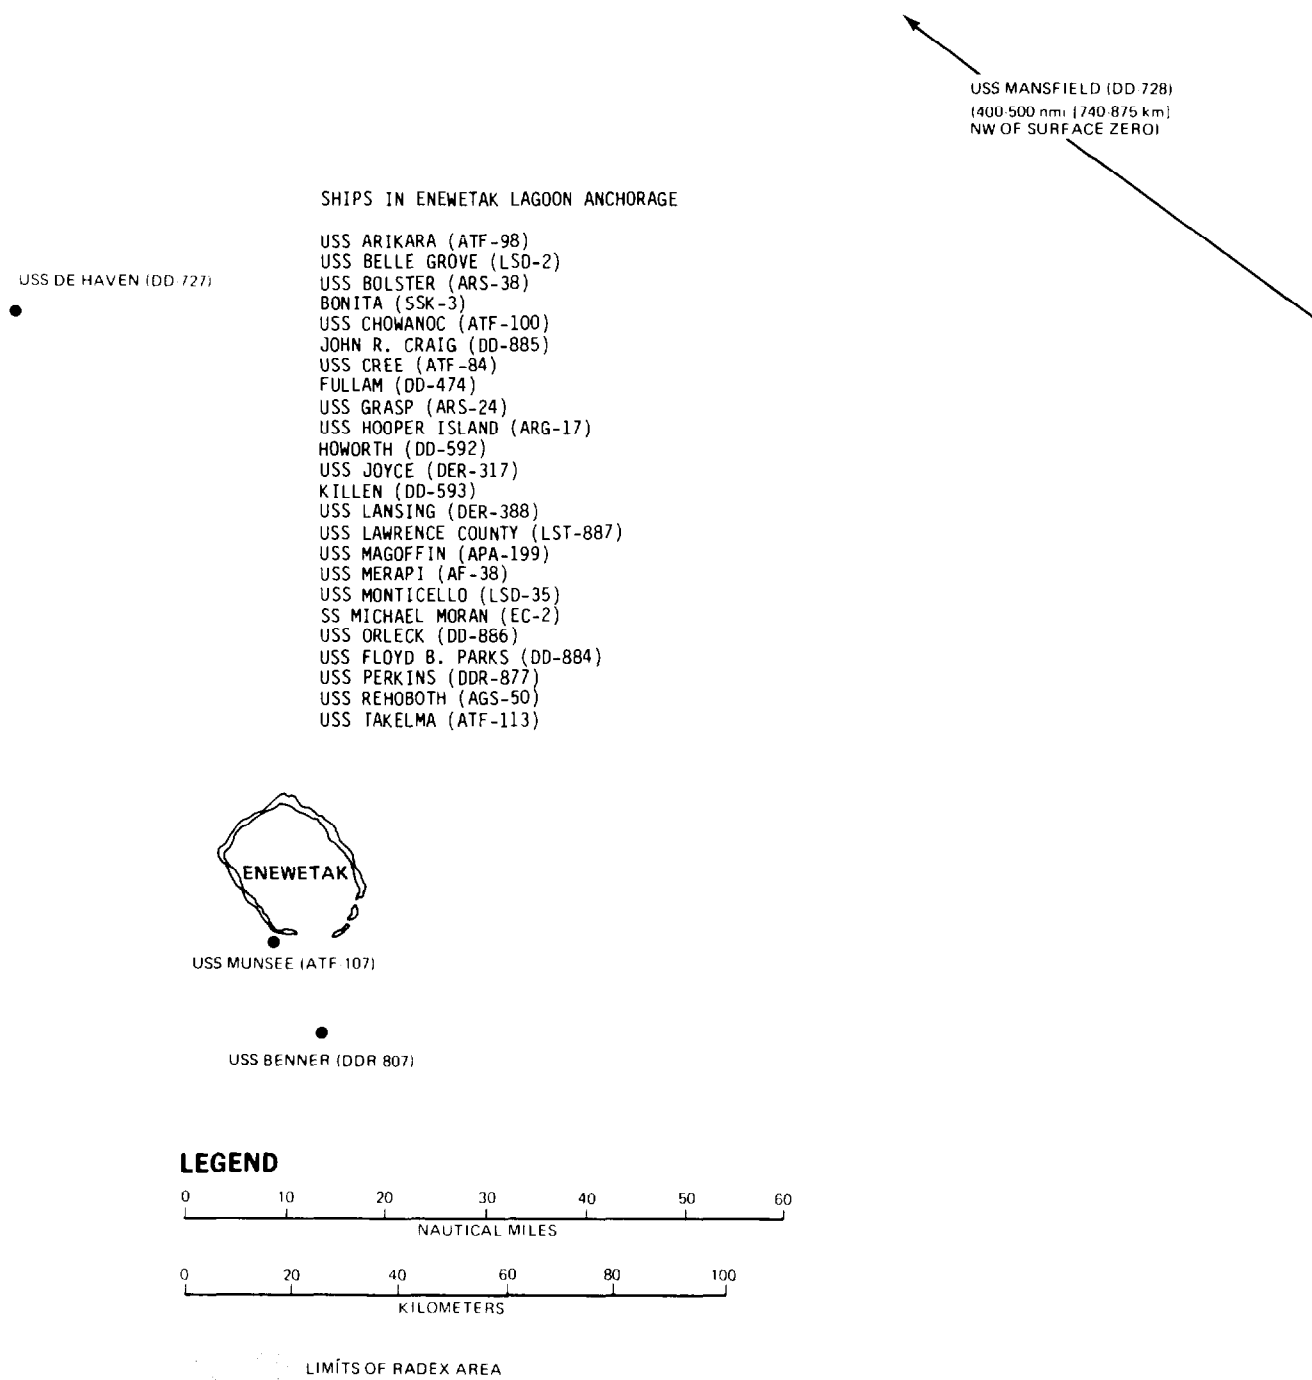 USS MANSFIELD (DD-728)
(400-500 nmi [740-875 km]
NW OF SURFACE ZERO)
SHIPS IN ENEWETAK LAGOON ANCHORAGE
USS ARIKARA (ATF-98)
USS BELLE GROVE (LSD-2)
USS DE HAVEN (DD-727)
USS BOLSTER (ARS-38)
BONITA (SSK-3)
USS CHOWANOC (ATF-100)
JOHN R. CRAIG (DD-885)
USS CREE (ATF-84)
FULLAM (DD-474)
USS GRASP (ARS-24)
USS HOOPER ISLAND (ARG-17)
HOWORTH (DD-592)
USS JOYCE (DER-317)
KILLEN (DD-593)
USS LANSING (DER-388)
USS LAWRENCE COUNTY (LST-887)
USS MAGOFFIN (APA-199)
USS MERAPI (AF-38)
USS MONTICELLO (LSD-35)
SS MICHAEL MORAN (EC-2)
USS ORLECK (DD-886)
USS FLOYD B. PARKS (DD-884)
USS PERKINS (DDR-877)
USS REHOBOTH (AGS-50)
USS TAKELMA (ATF-113)
ENEWETAK
USS MUNSEE (ATF-107)
USS BENNER (DDR 807)
LEGEND
0 10 20 30 40 50 60
NAUTICAL MILES
0 20 40 60 80 100
KILOMETERS
LIMITS OF RADEX AREA